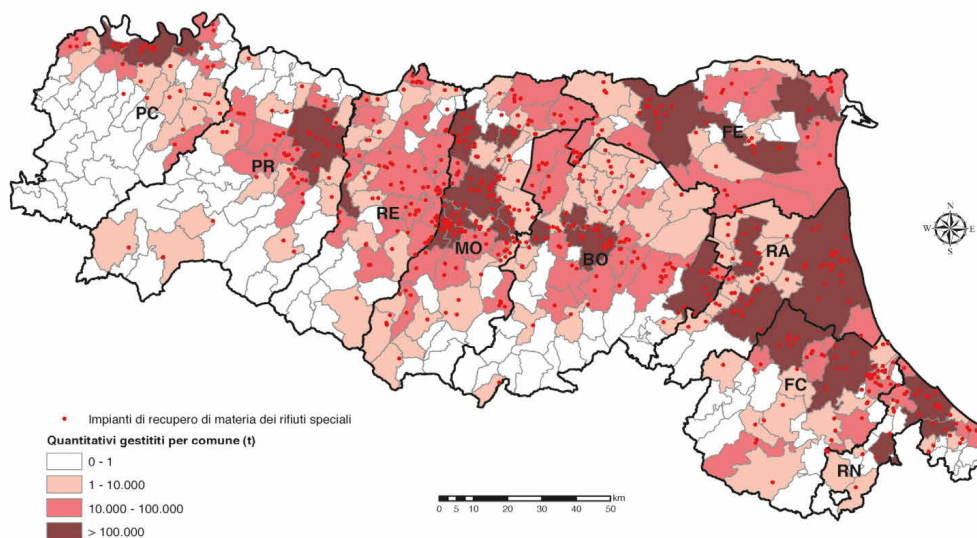 PC
PR
RE
MO
BO
FE
RA
FC
RN
N
W
E
S
Impianti di recupero di materia dei rifiuti speciali
Quantitativi gestititi per comune (t)
0 - 1
1 - 10.000
10.000 - 100.000
> 100.000
km
0 5 10 20 30 40 50